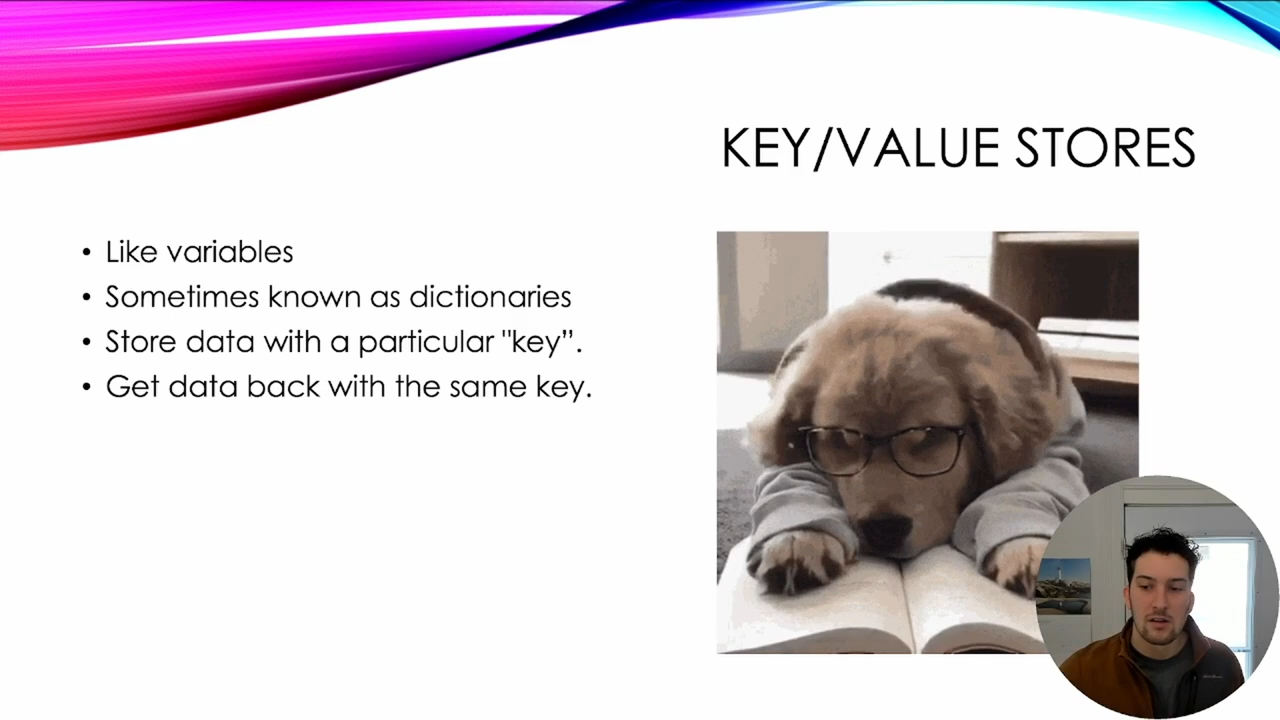 KEY/VALUE STORES
• Like variables
• Sometimes known as dictionaries
• Store data with a particular "key”.
• Get data back with the same key.